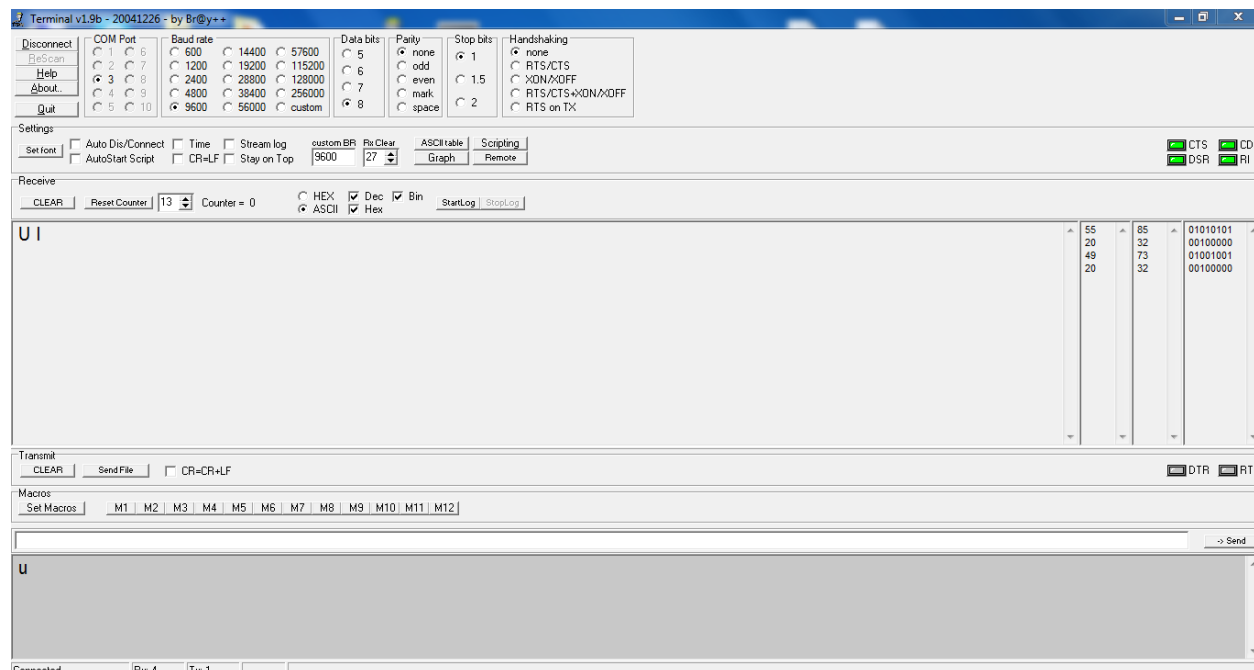 Terminal v1.9b - 20041226 - by Br@y++
Disconnect
ReScan
Help
About..
Quit
COM Port
1 6
2 7
3 8
4 9
5 10
Baud rate
600 14400 57600
1200 19200 115200
2400 28800 128000
4800 38400 256000
9600 56000 custom
Data bits
5
6
7
8
Parity
none
odd
even
mark
space
Stop bits
1
1.5
2
Handshaking
none
RTS/CTS
XON/XOFF
RTS/CTS+XON/XOFF
RTS on TX
Settings
Set font
Auto Dis/Connect Time Stream log
AutoStart Script CR=LF Stay on Top
custom BR Rx Clear
9600 27
ASCII table Scripting
Graph Remote
CTS CD
DSR RI
Receive
CLEAR Reset Counter 13 Counter = 0
HEX Dec Bin
ASCII Hex
StartLog StopLog
U I
55 85 01010101
20 32 00100000
49 73 01001001
20 32 00100000
Transmit
CLEAR Send File CR=CR+LF
DTR RT
Macros
Set Macros M1 M2 M3 M4 M5 M6 M7 M8 M9 M10 M11 M12
-> Send
u
Connected Rx: 4 Tx: 1